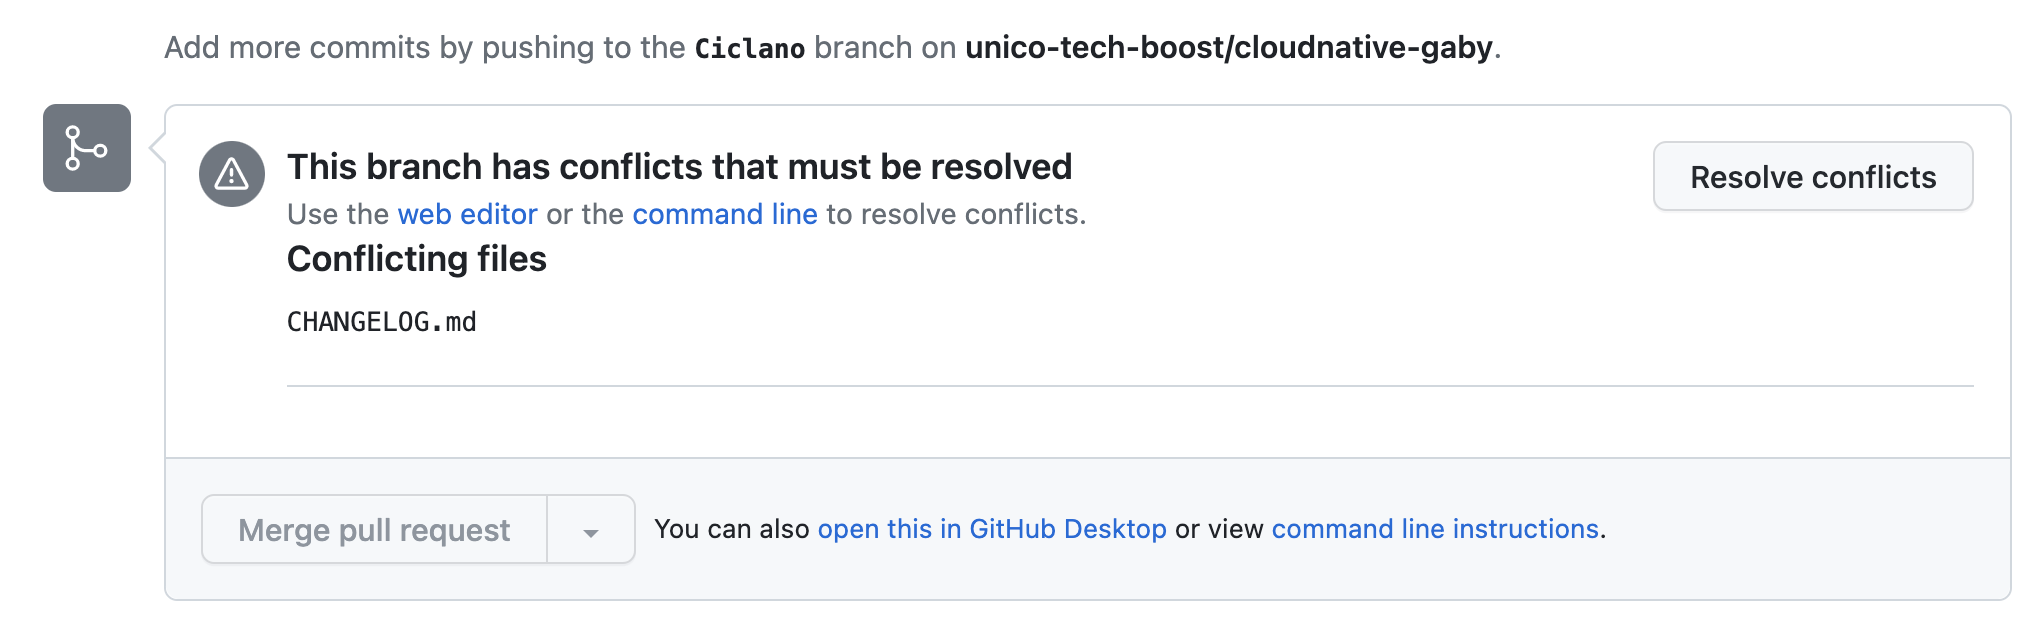 Add more commits by pushing to the Ciclano branch on unico-tech-boost/cloudnative-gaby.
This branch has conflicts that must be resolved
Resolve conflicts
Use the web editor or the command line to resolve conflicts.
Conflicting files
CHANGELOG.md
Merge pull request
You can also open this in GitHub Desktop or view command line instructions.